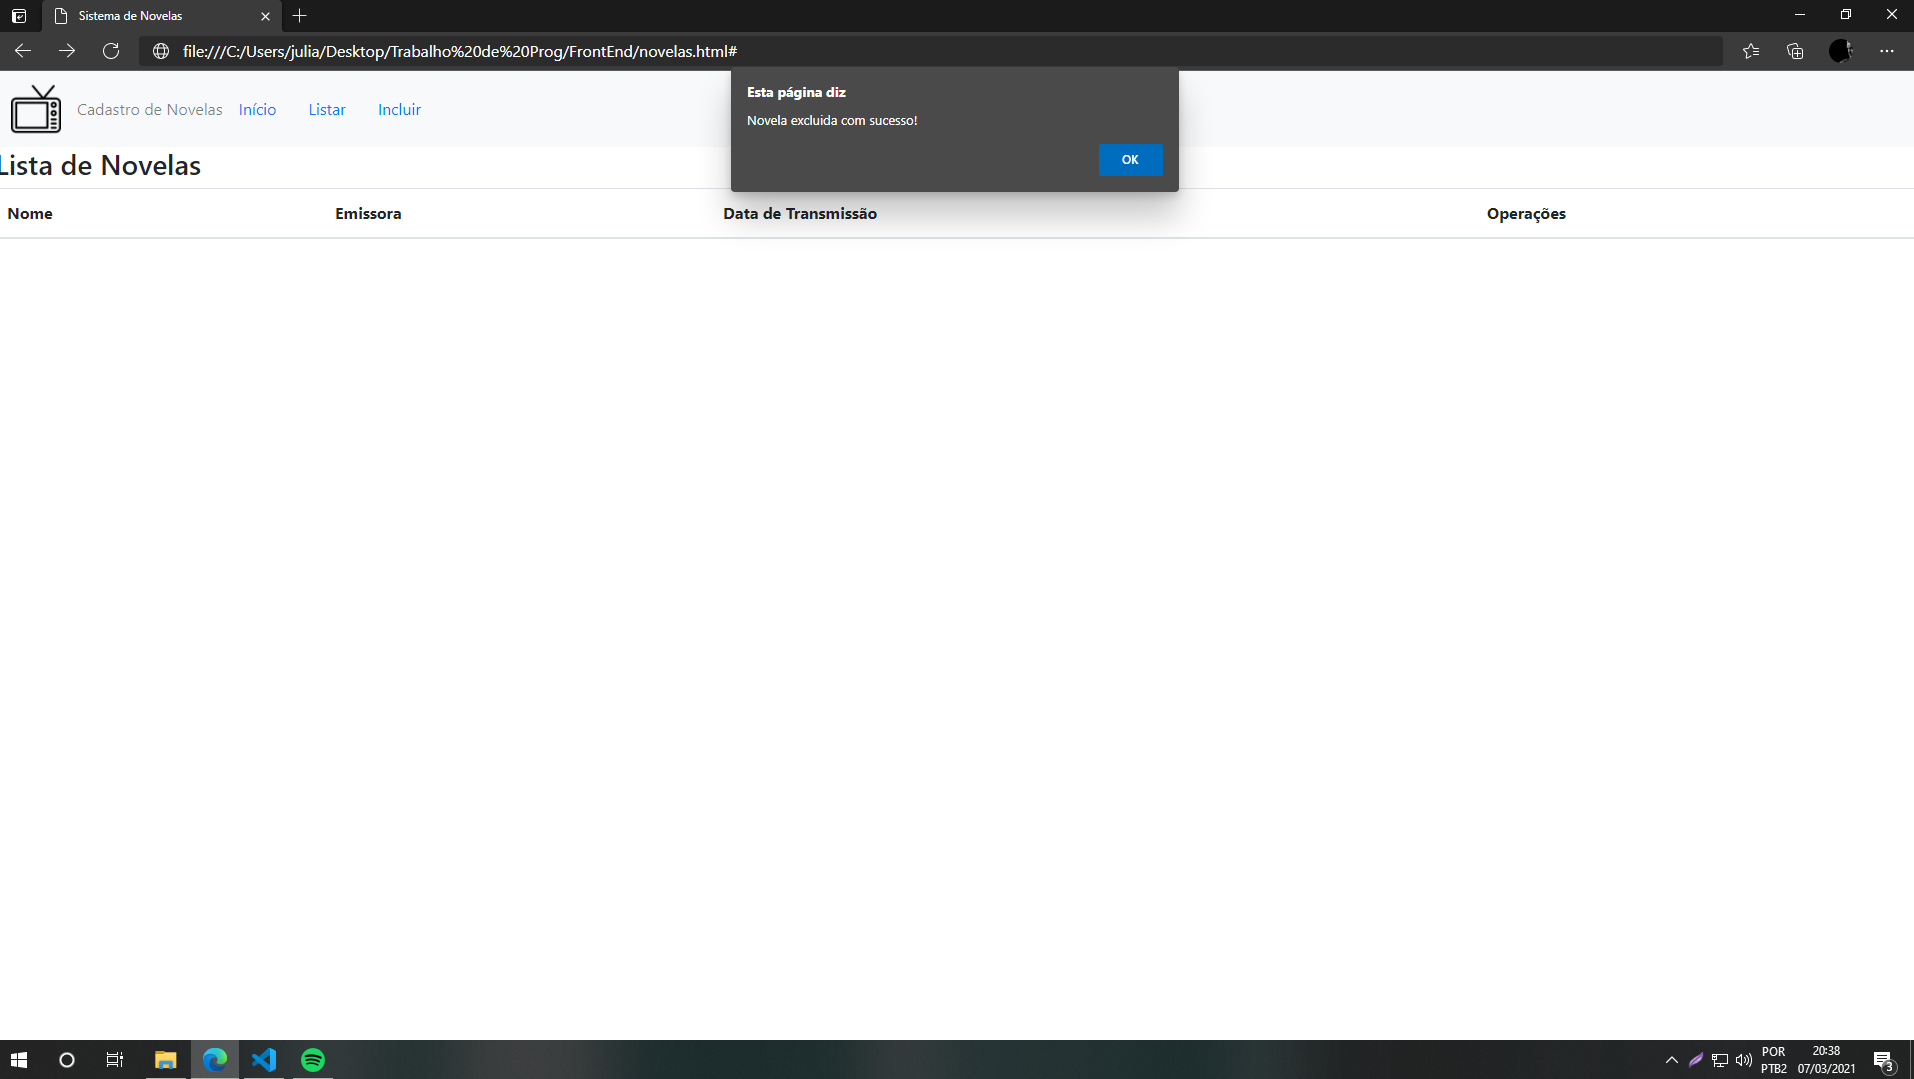 Sistema de Novelas
file:///C:/Users/julia/Desktop/Trabalho%20de%20Prog/FrontEnd/novelas.html#
Esta página diz
Novela excluida com sucesso!
OK
Cadastro de Novelas Início Listar Incluir
Lista de Novelas
Nome Emissora Data de Transmissão Operações
POR 20:38
PTB2 07/03/2021 3